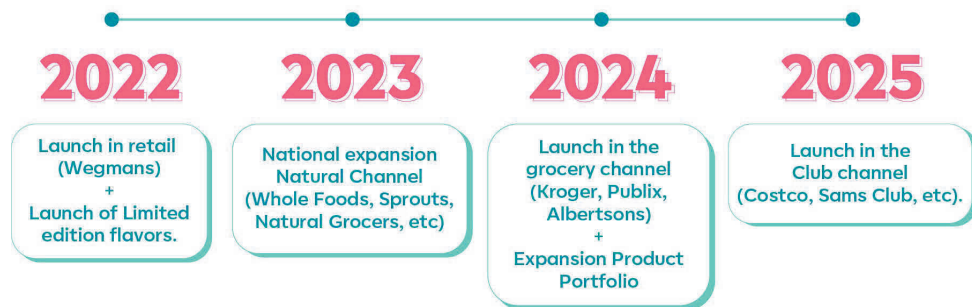 2022
Launch in retail
(Wegmans)
+
Launch of Limited
edition flavors.
2023
National expansion
Natural Channel
(Whole Foods, Sprouts,
Natural Grocers, etc)
2024
Launch in the
grocery channel
(Kroger, Publix,
Albertsons)
+
Expansion Product
Portfolio
2025
Launch in the
Club channel
(Costco, Sams Club, etc).